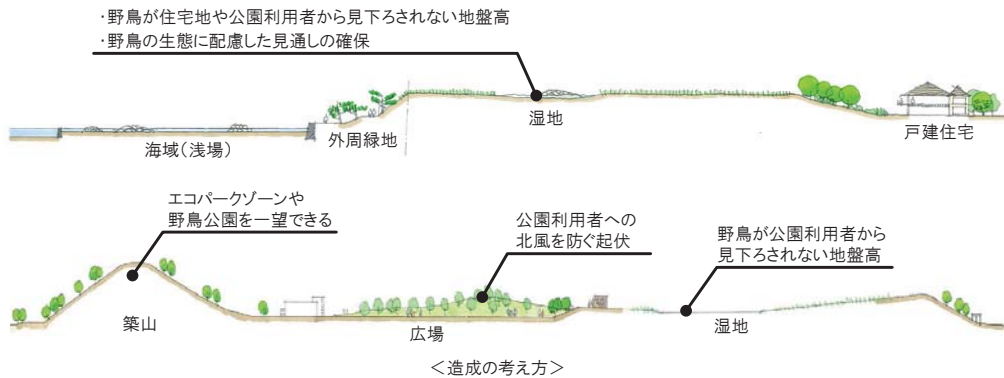 ・野鳥が住宅地や公園利用者から見下ろされない地盤高
・野鳥の生態に配慮した見通しの確保
湿地
外周緑地
海域(浅場)
戸建住宅
エコパークゾーンや
野鳥公園を一望できる
公園利用者への
北風を防ぐ起伏
野鳥が公園利用者から
見下ろされない地盤高
築山
広場
湿地
＜造成の考え方＞